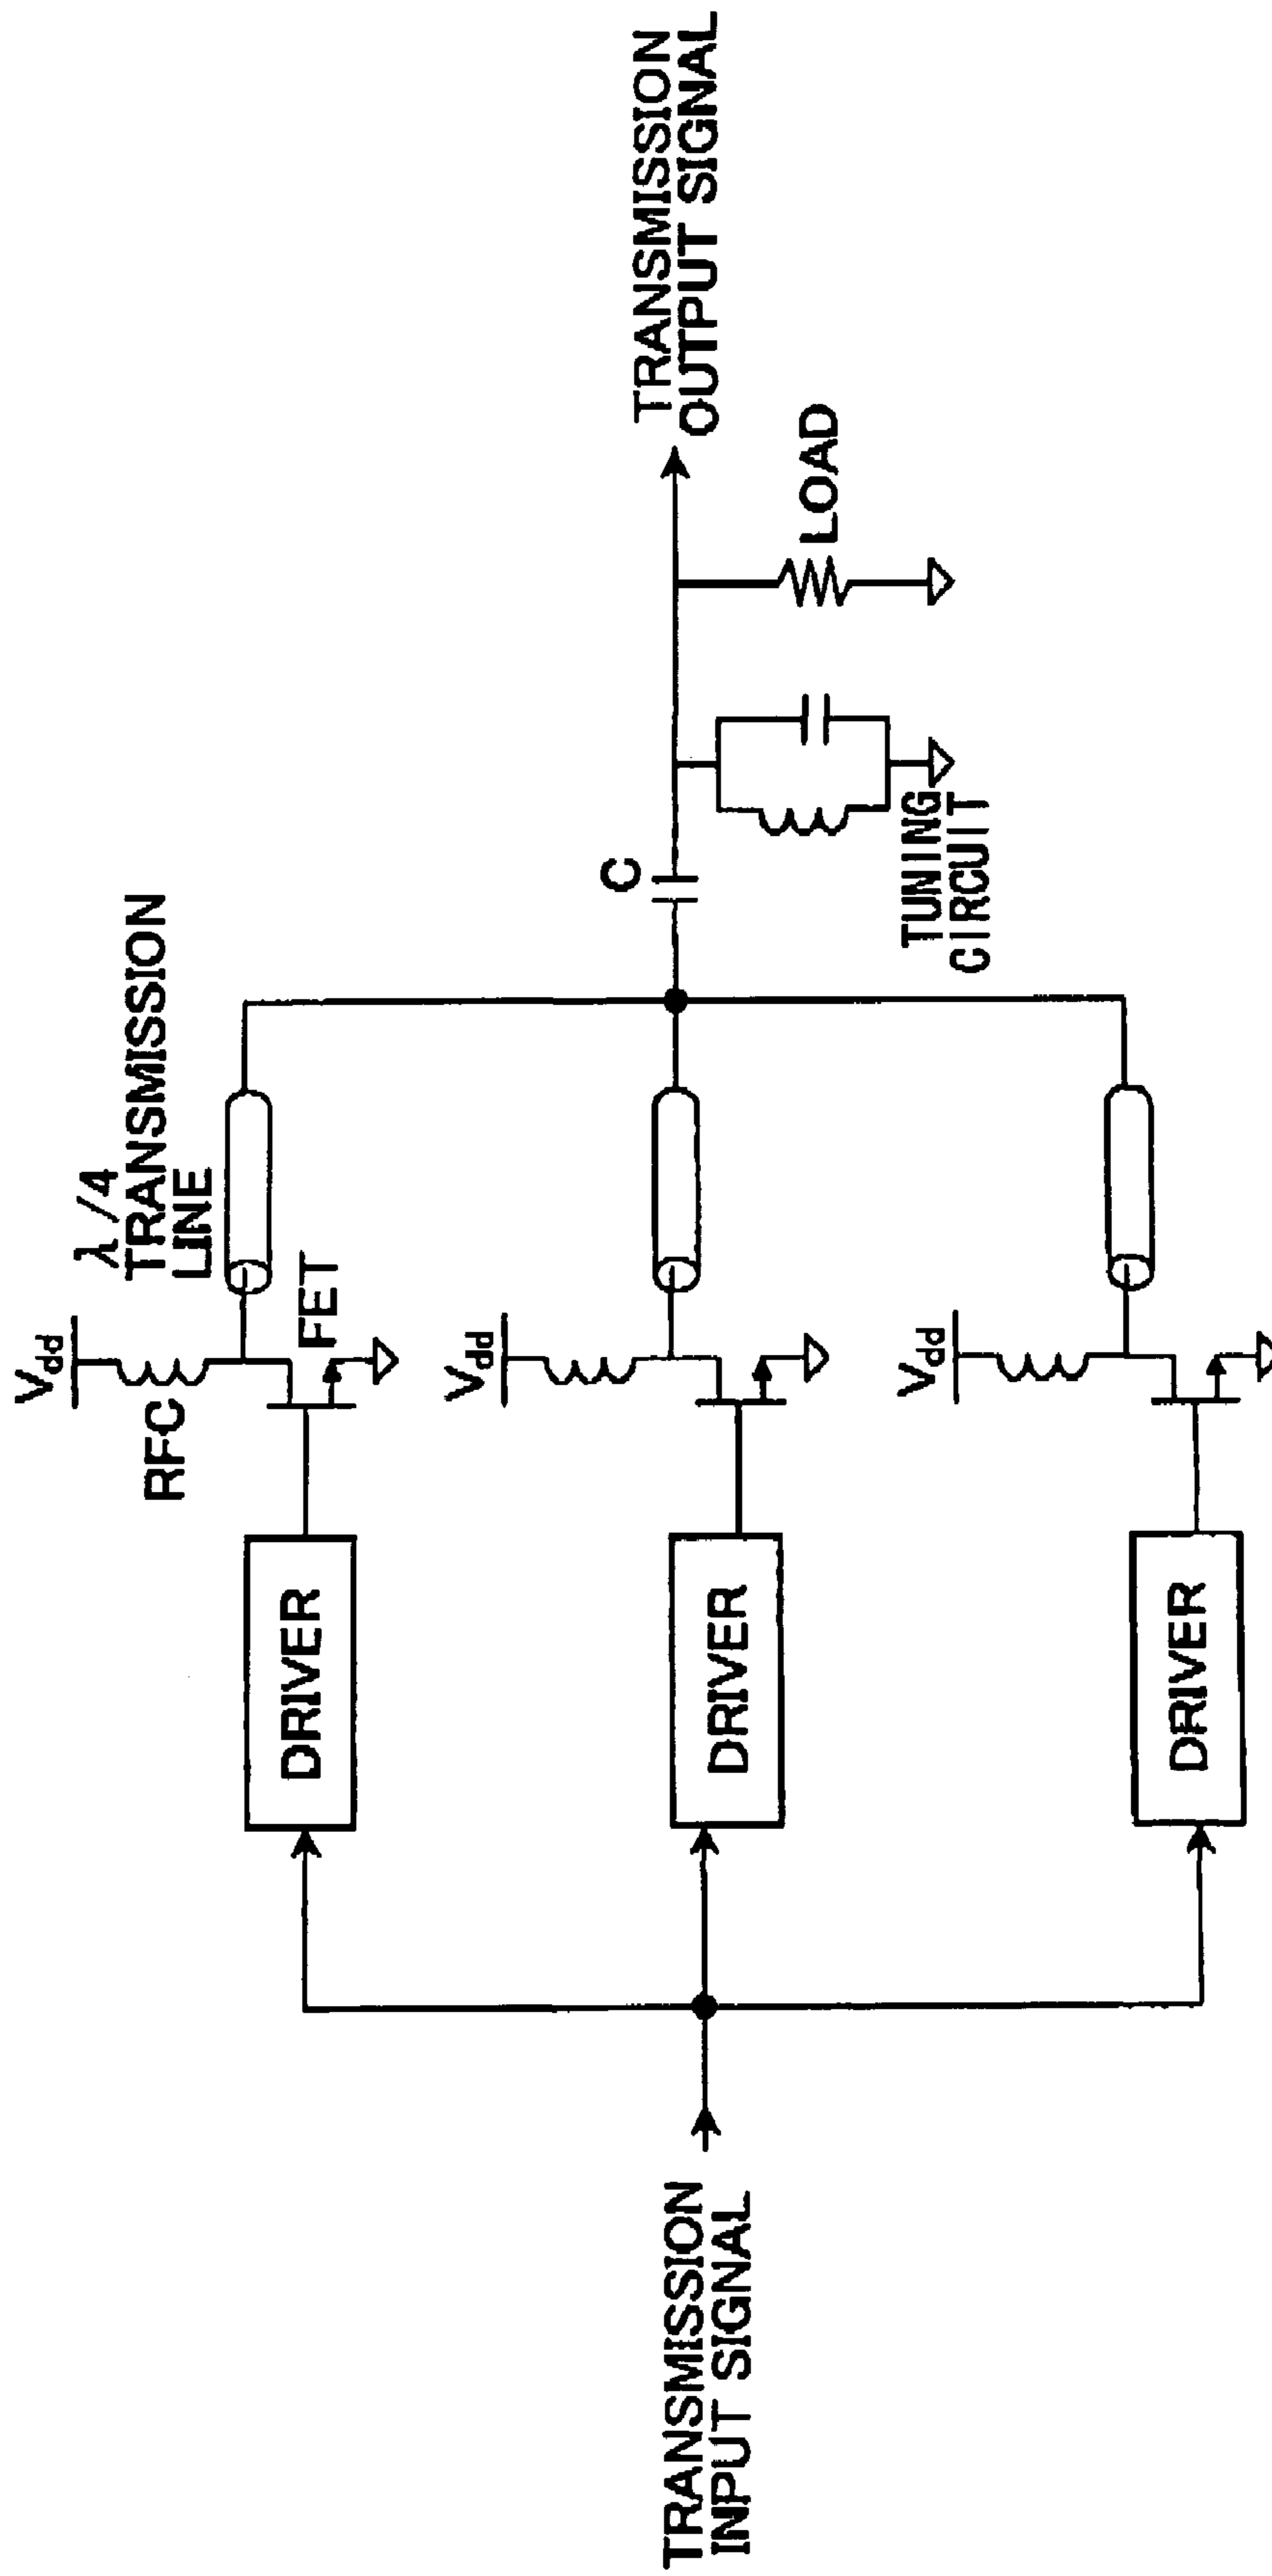 TRANSMISSION
INPUT SIGNAL
DRIVER
DRIVER
DRIVER
Vdd
RFC
FET
λ/4
TRANSMISSION
LINE
Vdd
Vdd
C
TUNING
CIRCUIT
LOAD
TRANSMISSION
OUTPUT SIGNAL